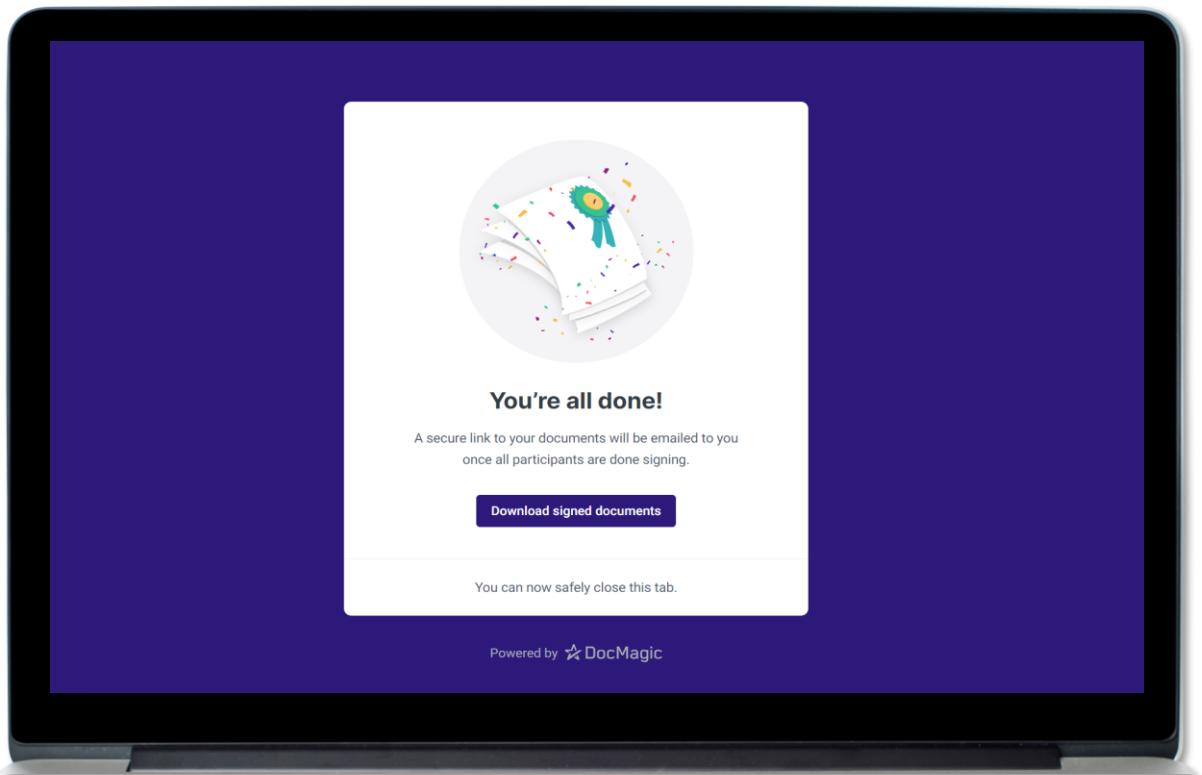 You’re all done!
A secure link to your documents will be emailed to you
once all participants are done signing.
Download signed documents
You can now safely close this tab.
Powered by DocMagic